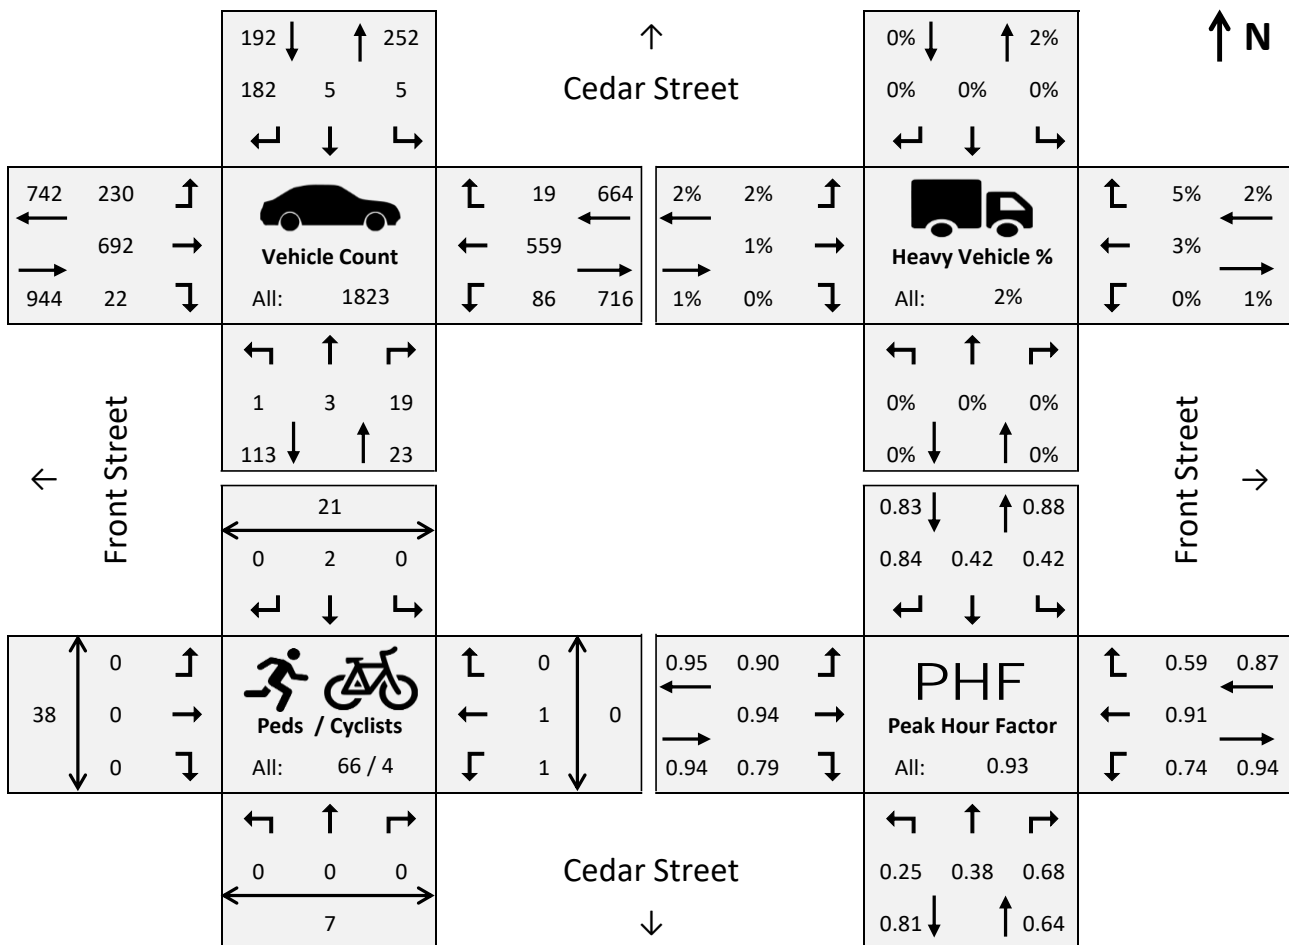 192 252 0% 2% N
182 5 5 Cedar Street 0% 0% 0%
742 230 19 664 2% 2% 5% 2%
692 Vehicle Count 559 1% Heavy Vehicle % 3%
944 22 All: 1823 86 716 1% 0% All: 2% 0% 1%
1 3 19 0% 0% 0%
113 23 0% 0%
Front Street
Front Street
21 0.83 0.88
0 2 0 0.84 0.42 0.42
0 0 0.95 0.90 PHF 0.59 0.87
38 0 Peds / Cyclists 1 0 0.94 Peak Hour Factor 0.91
0 All: 66 / 4 1 0.94 0.79 All: 0.93 0.74 0.94
0 0 0 Cedar Street 0.25 0.38 0.68
7 0.81 0.64